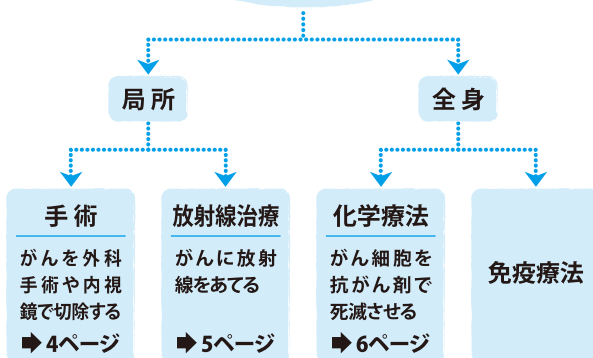 局所
全身
手術
がんを外科
手術や内視
鏡で切除する
➡4ページ
放射線治療
がんに放射
線をあてる
➡5ページ
化学療法
がん細胞を
抗がん剤で
死滅させる
➡6ページ
免疫療法